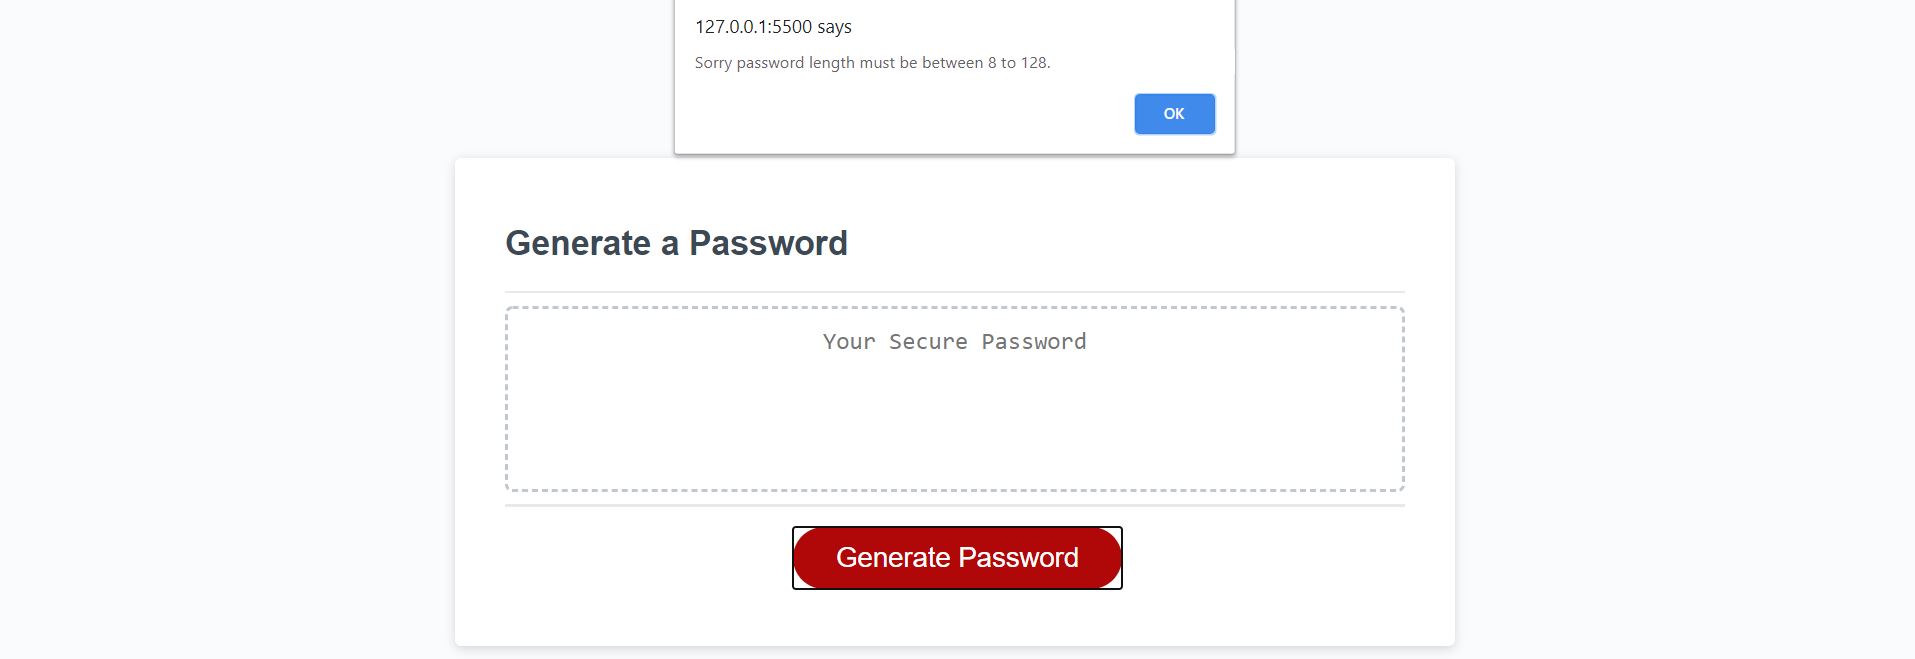 127.0.0.1:5500 says
Sorry password length must be between 8 to 128.
OK
Generate a Password
Your Secure Password
Generate Password